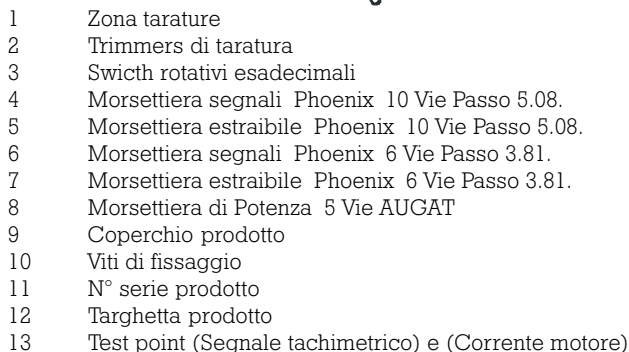 1 Zona tarature
2 Trimmers di taratura
3 Swicth rotativi esadecimali
4 Morsettiera segnali Phoenix 10 Vie Passo 5.08.
5 Morsettiera estraibile Phoenix 10 Vie Passo 5.08.
6 Morsettiera segnali Phoenix 6 Vie Passo 3.81.
7 Morsettiera estraibile Phoenix 6 Vie Passo 3.81.
8 Morsettiera di Potenza 5 Vie AUGAT
9 Coperchio prodotto
10 Viti di fissaggio
11 N° serie prodotto
12 Targhetta prodotto
13 Test point (Segnale tachimetrico) e (Corrente motore)